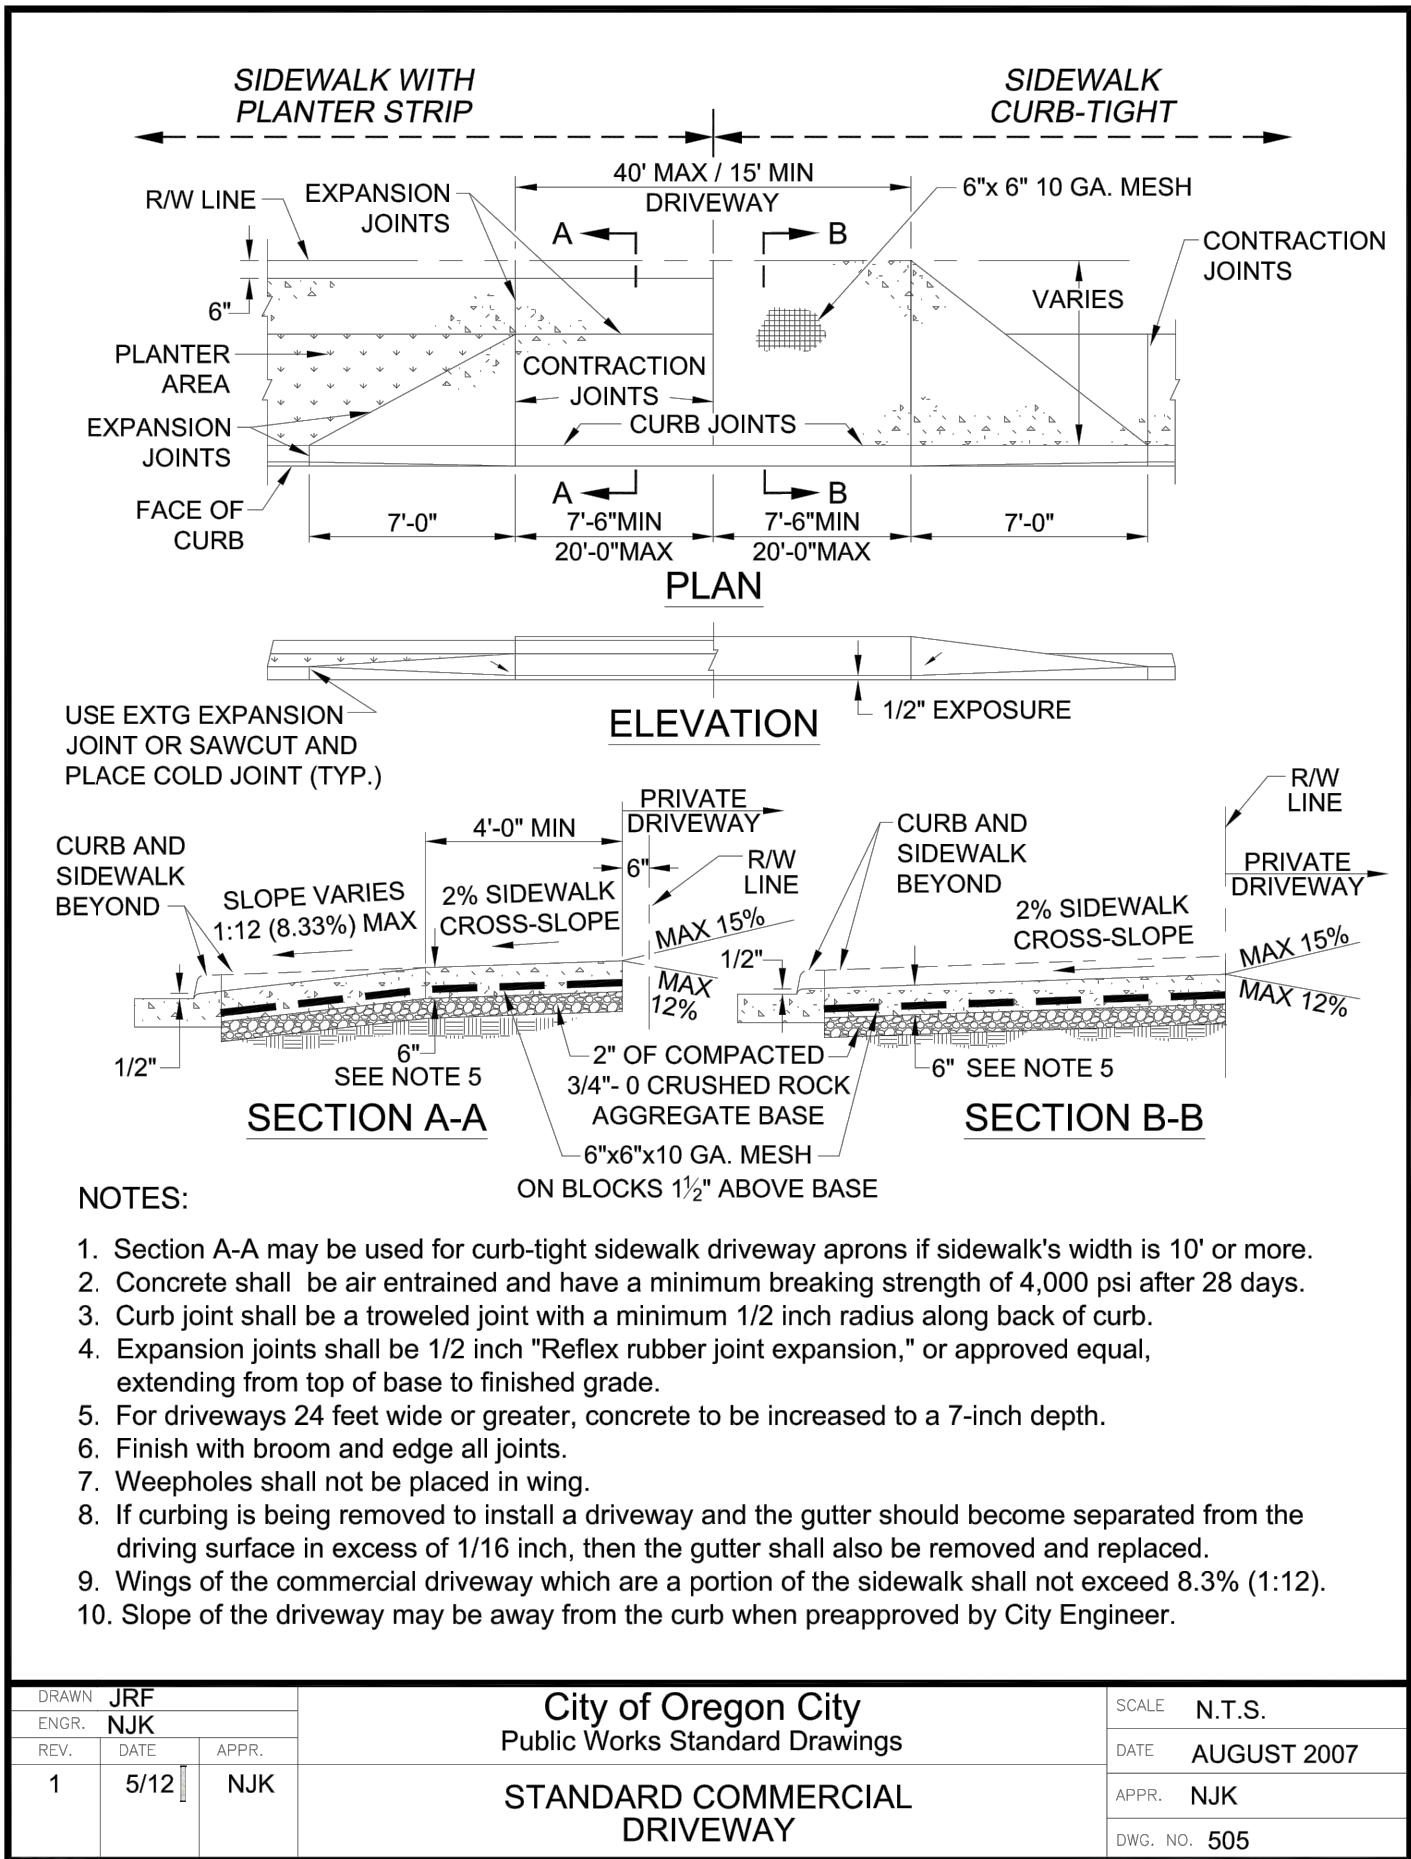 SIDEWALK WITH
PLANTER STRIP
SIDEWALK
CURB-TIGHT
40' MAX / 15' MIN
DRIVEWAY
R/W LINE
EXPANSION
JOINTS
6"x 6" 10 GA. MESH
A
B
CONTRACTION
JOINTS
6"
VARIES
PLANTER
AREA
CONTRACTION
JOINTS
CURB JOINTS
EXPANSION
JOINTS
FACE OF
CURB
A
B
7'-0"
7'-6"MIN
20'-0"MAX
7'-6"MIN
20'-0"MAX
7'-0"
PLAN
USE EXTG EXPANSION
JOINT OR SAWCUT AND
PLACE COLD JOINT (TYP.)
ELEVATION
1/2" EXPOSURE
CURB AND
SIDEWALK
BEYOND
SLOPE VARIES
1:12 (8.33%) MAX
4'-0" MIN
2% SIDEWALK
CROSS-SLOPE
PRIVATE
DRIVEWAY
6"
R/W
LINE
MAX 15%
MAX
12%
1/2"
6"
SEE NOTE 5
SECTION A-A
2" OF COMPACTED
3/4"- 0 CRUSHED ROCK
AGGREGATE BASE
6"x6"x10 GA. MESH
ON BLOCKS 1½" ABOVE BASE
CURB AND
SIDEWALK
BEYOND
R/W
LINE
PRIVATE
DRIVEWAY
2% SIDEWALK
CROSS-SLOPE
MAX 15%
MAX 12%
1/2"
6" SEE NOTE 5
SECTION B-B
NOTES:
1. Section A-A may be used for curb-tight sidewalk driveway aprons if sidewalk's width is 10' or more.
2. Concrete shall be air entrained and have a minimum breaking strength of 4,000 psi after 28 days.
3. Curb joint shall be a troweled joint with a minimum 1/2 inch radius along back of curb.
4. Expansion joints shall be 1/2 inch "Reflex rubber joint expansion," or approved equal,
extending from top of base to finished grade.
5. For driveways 24 feet wide or greater, concrete to be increased to a 7-inch depth.
6. Finish with broom and edge all joints.
7. Weepholes shall not be placed in wing.
8. If curbing is being removed to install a driveway and the gutter should become separated from the
driving surface in excess of 1/16 inch, then the gutter shall also be removed and replaced.
9. Wings of the commercial driveway which are a portion of the sidewalk shall not exceed 8.3% (1:12).
10. Slope of the driveway may be away from the curb when preapproved by City Engineer.
DRAWN JRF
ENGR. NJK
REV. DATE APPR.
1 5/12 NJK
City of Oregon City
Public Works Standard Drawings
STANDARD COMMERCIAL
DRIVEWAY
SCALE N.T.S.
DATE AUGUST 2007
APPR. NJK
DWG. NO. 505